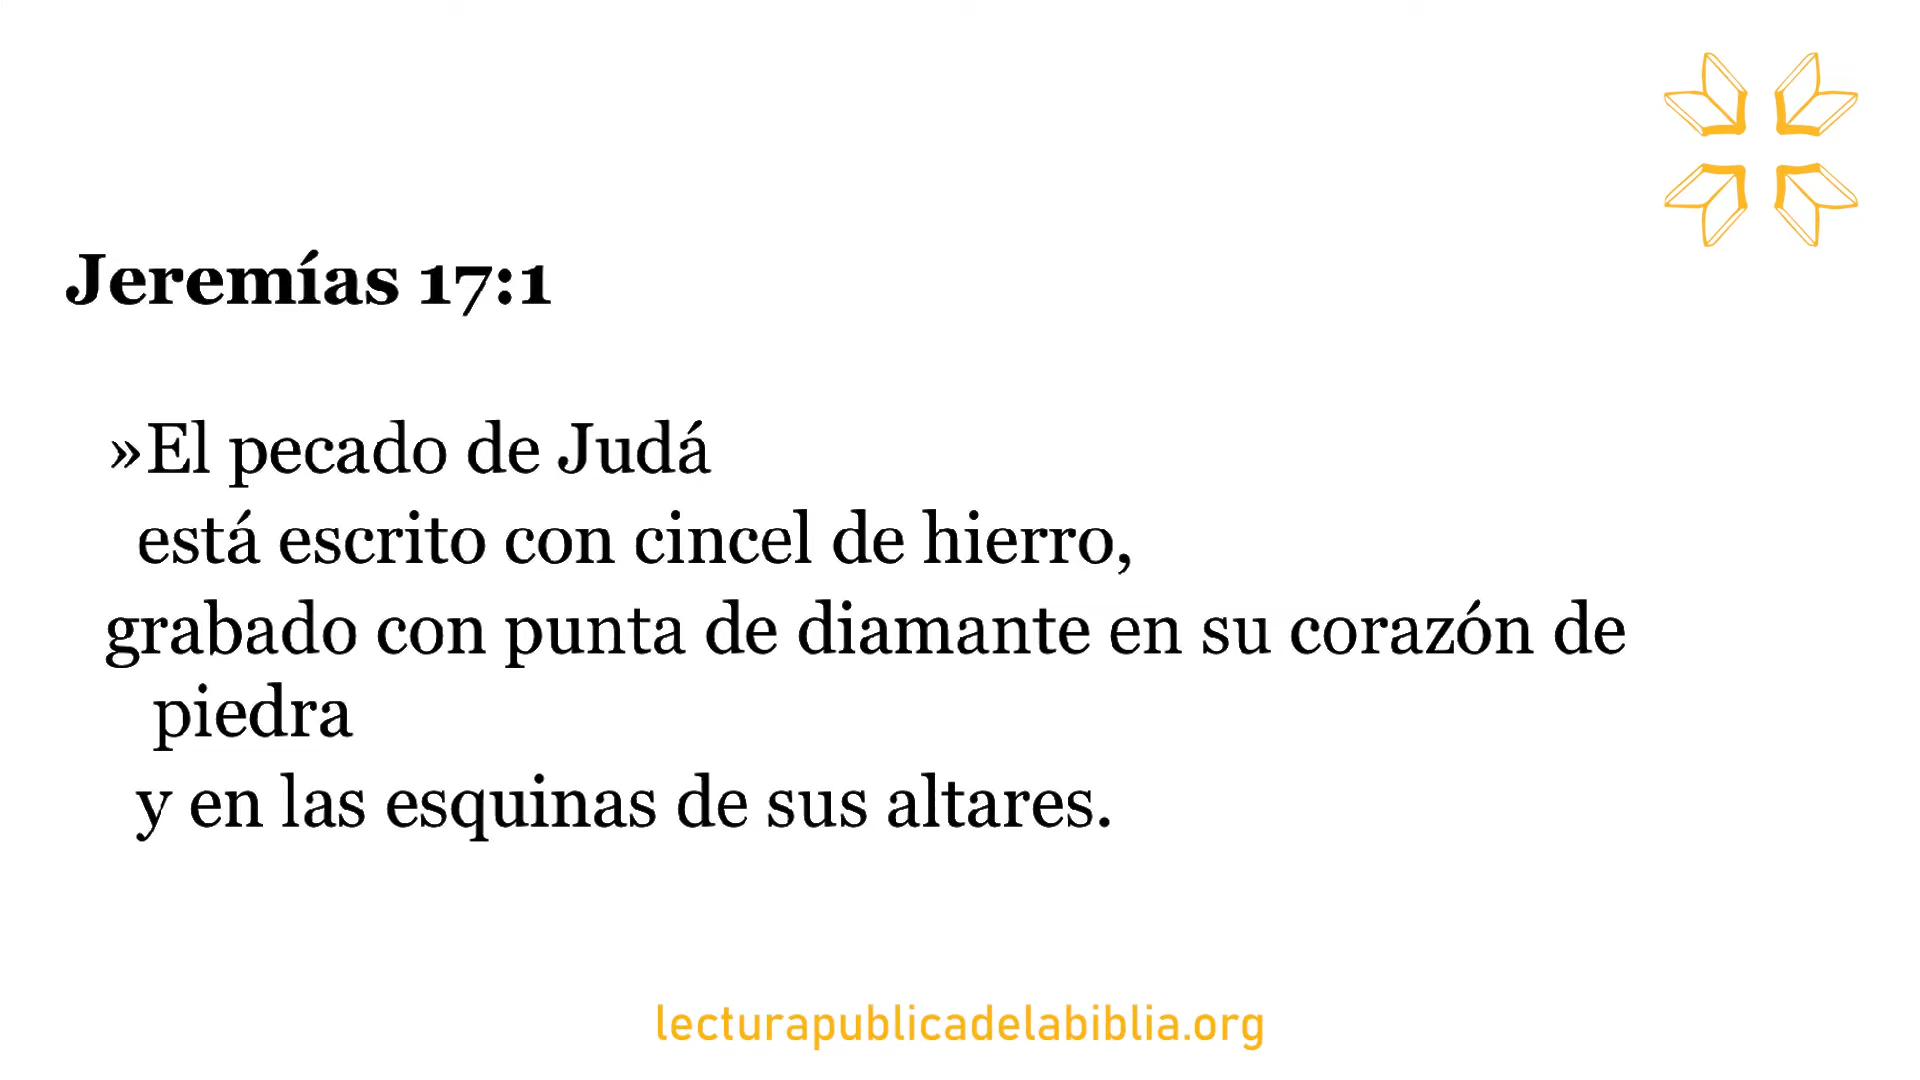 Jeremías 17:1
»El pecado de Judá
está escrito con cincel de hierro,
grabado con punta de diamante en su corazón de
piedra
y en las esquinas de sus altares.
lecturapublicadelabiblia.org